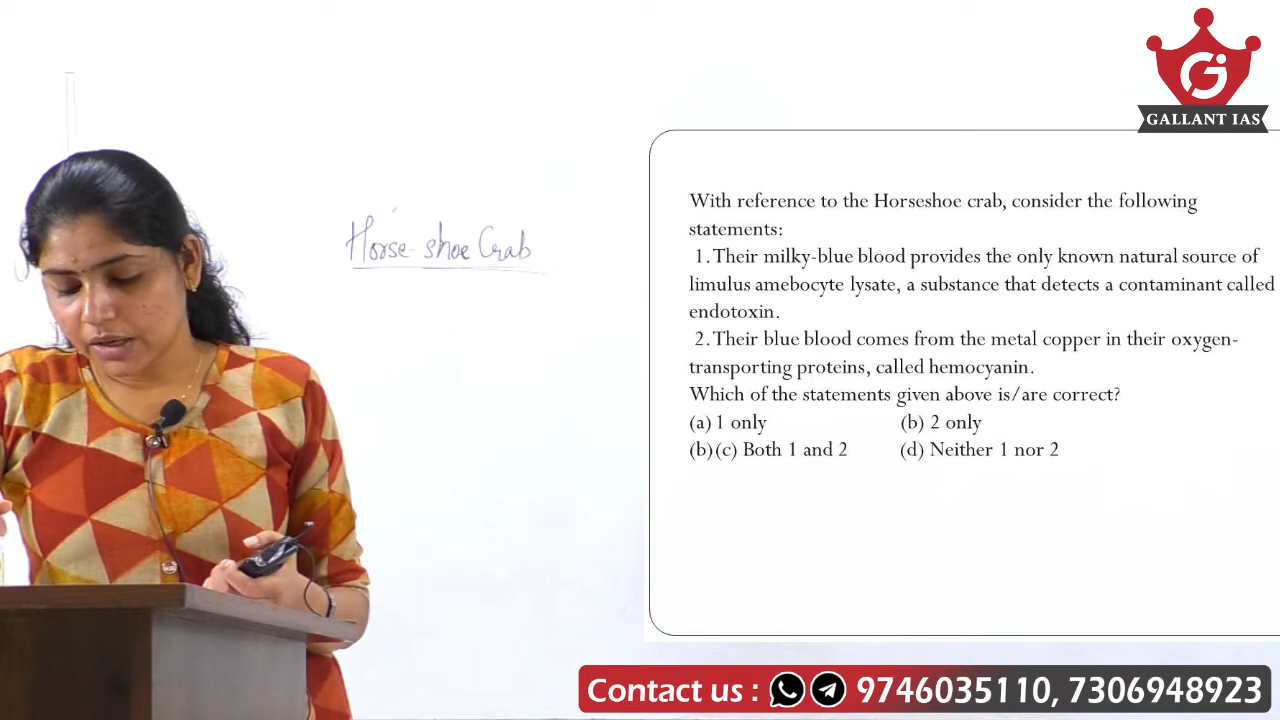 GALLANT IAS
Horse-shoe Crab
With reference to the Horseshoe crab, consider the following
statements:
1. Their milky-blue blood provides the only known natural source of
limulus amebocyte lysate, a substance that detects a contaminant called
endotoxin.
2. Their blue blood comes from the metal copper in their oxygen-
transporting proteins, called hemocyanin.
Which of the statements given above is/are correct?
(a) 1 only (b) 2 only
(b)(c) Both 1 and 2 (d) Neither 1 nor 2
Contact us : 9746035110, 7306948923